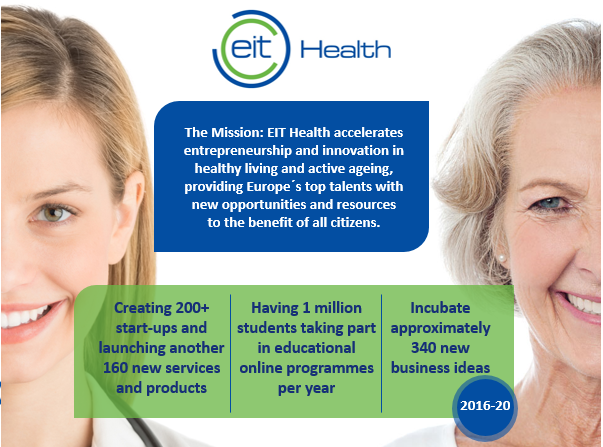 eit Health
The Mission: EIT Health accelerates
entrepreneurship and innovation in
healthy living and active ageing,
providing Europe´s top talents with
new opportunities and resources
to the benefit of all citizens.
Creating 200+
start-ups and
launching another
160 new services
and products
Having 1 million
students taking part
in educational
online programmes
per year
Incubate
approximately
340 new
business ideas
2016-20